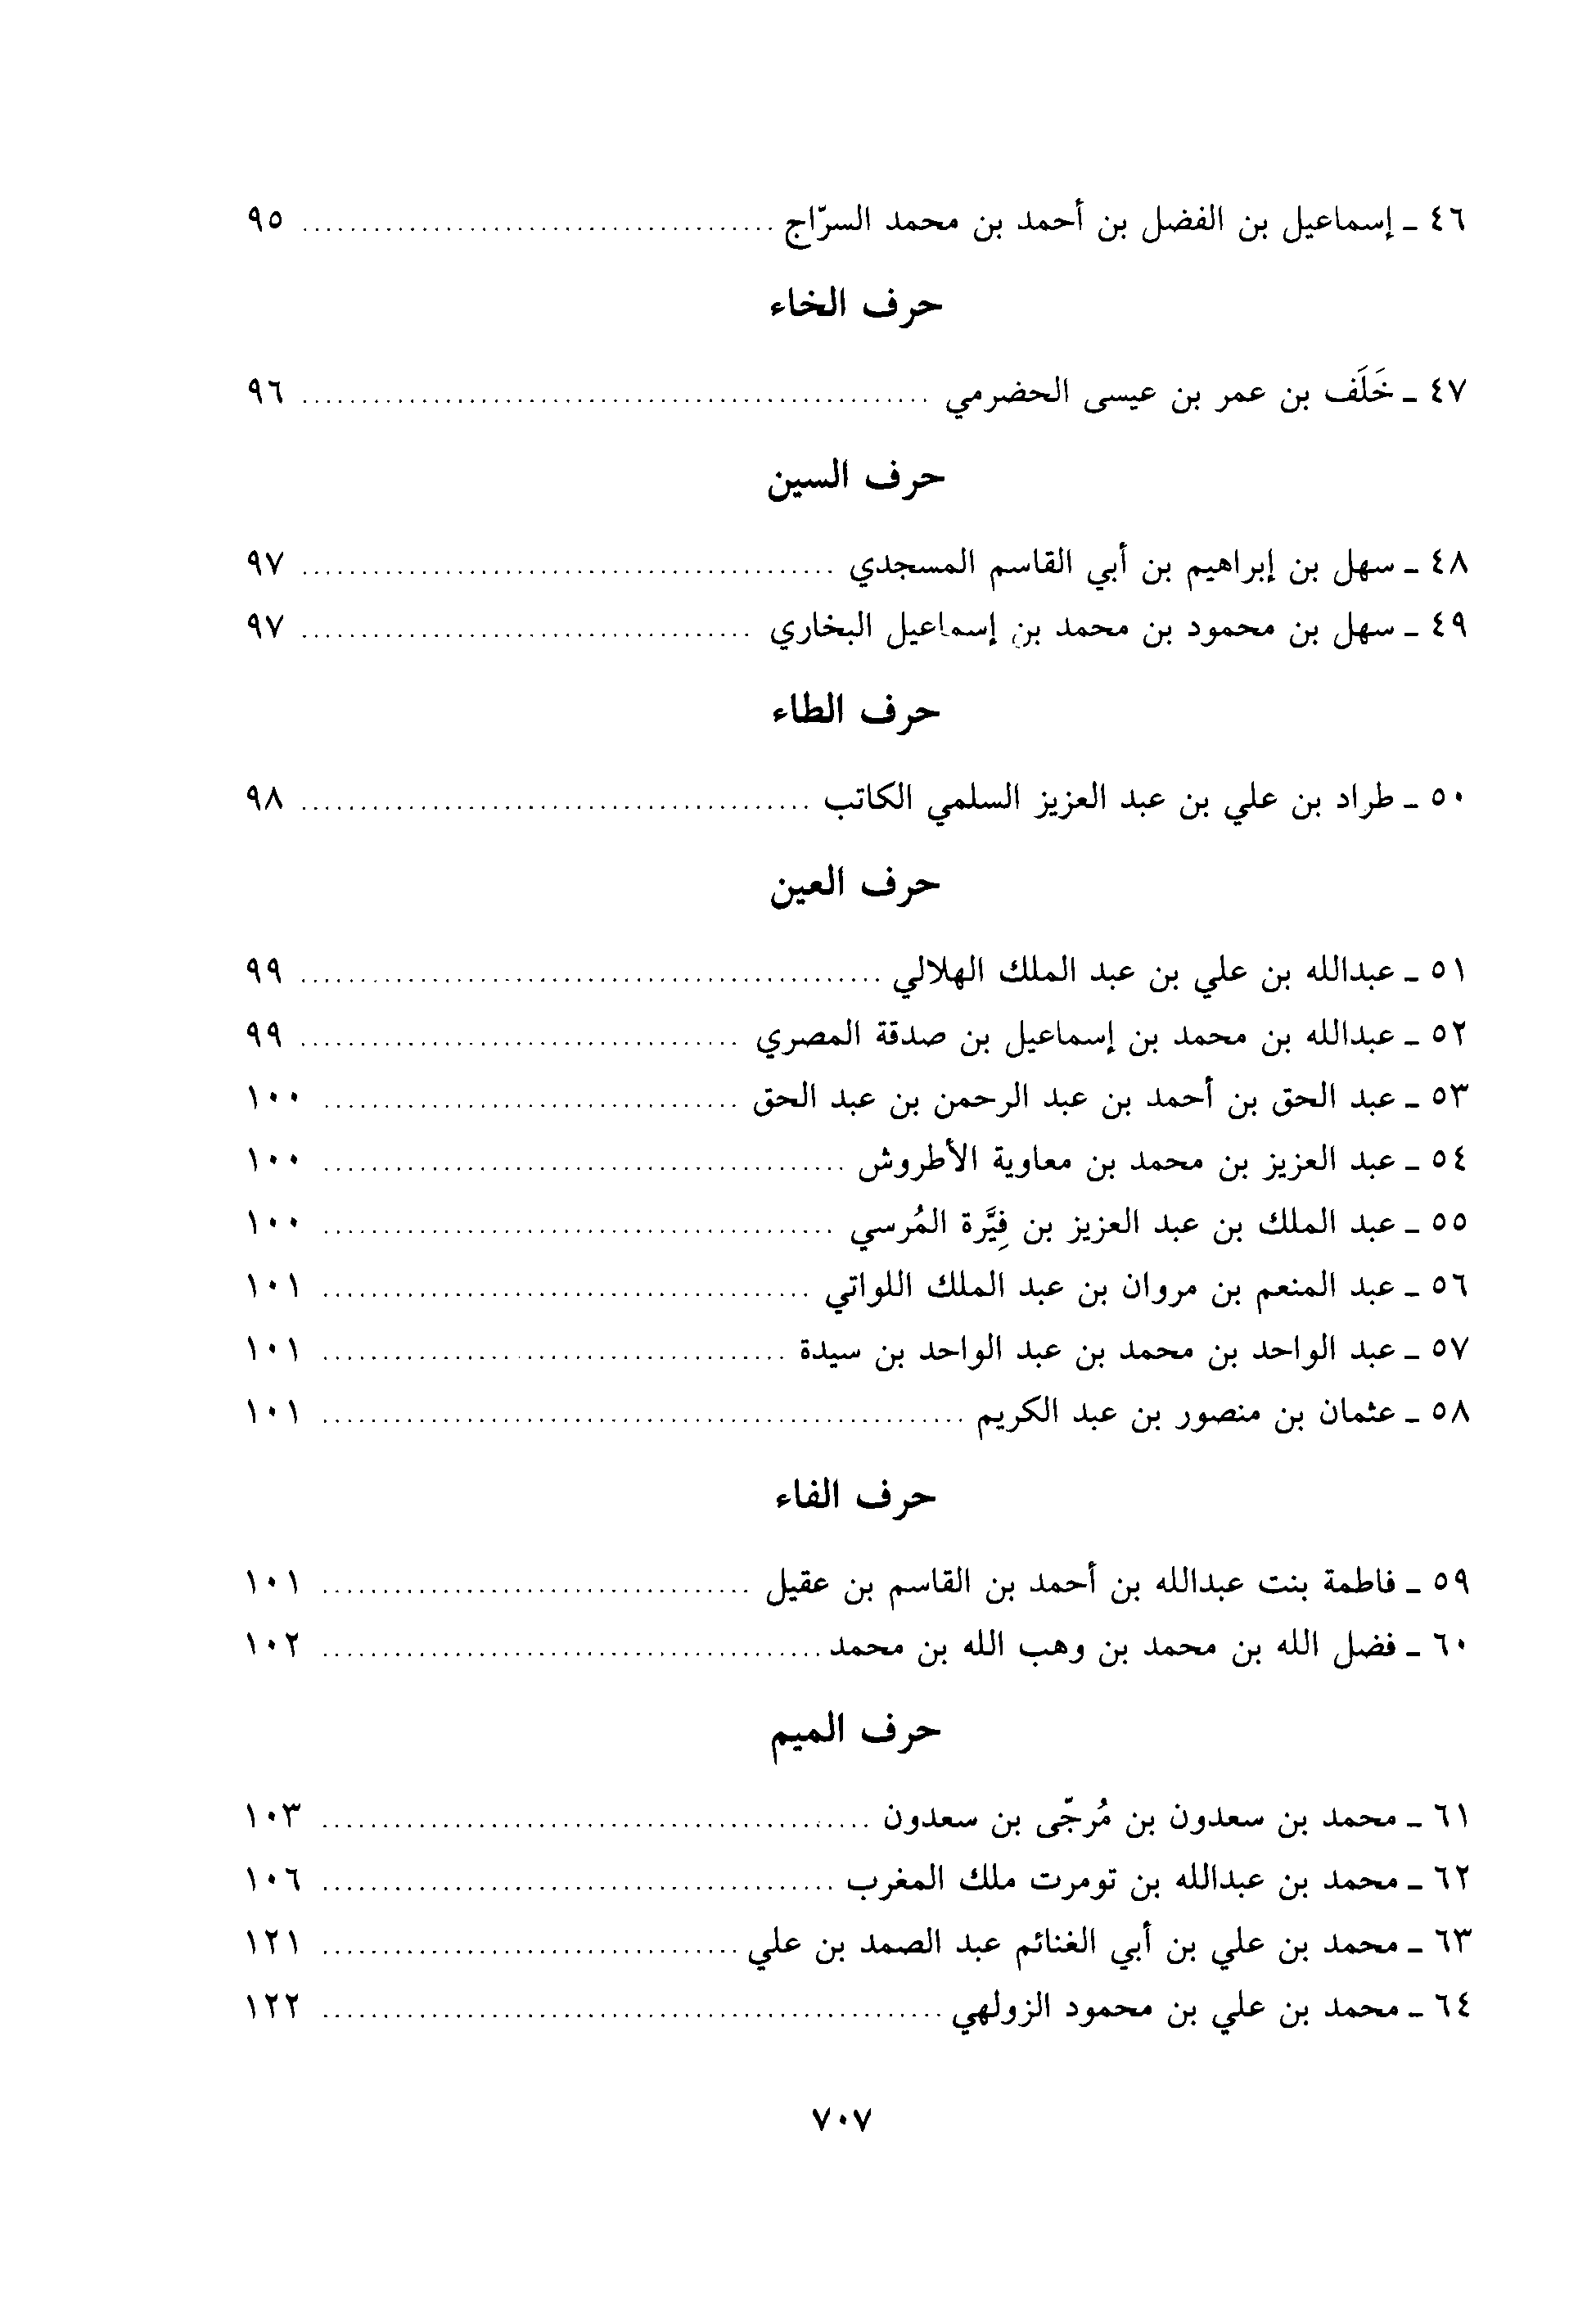 ٤٦ ـ إسماعيل بن الفضل بن أحمد بن محمد السرّاج ........ ٩٥
حرف الخاء
٤٧ ـ خَلَف بن عمر بن عيسى الحضرمي ........ ٩٦
حرف السين
٤٨ ـ سهل بن إبراهيم بن أبي القاسم المسجدي ........ ٩٧
٤٩ ـ سهل بن محمود بن محمد بن إسماعيل البخاري ........ ٩٧
حرف الطاء
٥٠ ـ طراد بن علي بن عبد العزيز السلمي الكاتب ........ ٩٨
حرف العين
٥١ ـ عبدالله بن علي بن عبد الملك الهلالي ........ ٩٩
٥٢ ـ عبدالله بن محمد بن إسماعيل بن صدقة المصري ........ ٩٩
٥٣ ـ عبد الحق بن أحمد بن عبد الرحمن بن عبد الحق ........ ١٠٠
٥٤ ـ عبد العزيز بن محمد بن معاوية الأطروش ........ ١٠٠
٥٥ ـ عبد الملك بن عبد العزيز بن فِيَّرة المُرسي ........ ١٠٠
٥٦ ـ عبد المنعم بن مروان بن عبد الملك اللواتي ........ ١٠١
٥٧ ـ عبد الواحد بن محمد بن عبد الواحد بن سيدة ........ ١٠١
٥٨ ـ عثمان بن منصور بن عبد الكريم ........ ١٠١
حرف الفاء
٥٩ ـ فاطمة بنت عبدالله بن أحمد بن القاسم بن عقيل ........ ١٠١
٦٠ ـ فضل الله بن محمد بن وهب الله بن محمد ........ ١٠٢
حرف الميم
٦١ ـ محمد بن سعدون بن مُرجّى بن سعدون ........ ١٠٣
٦٢ ـ محمد بن عبدالله بن تومرت ملك المغرب ........ ١٠٦
٦٣ ـ محمد بن علي بن أبي الغنائم عبد الصمد بن علي ........ ١٢١
٦٤ ـ محمد بن علي بن محمود الزولهي ........ ١٢٢
٧٠٧